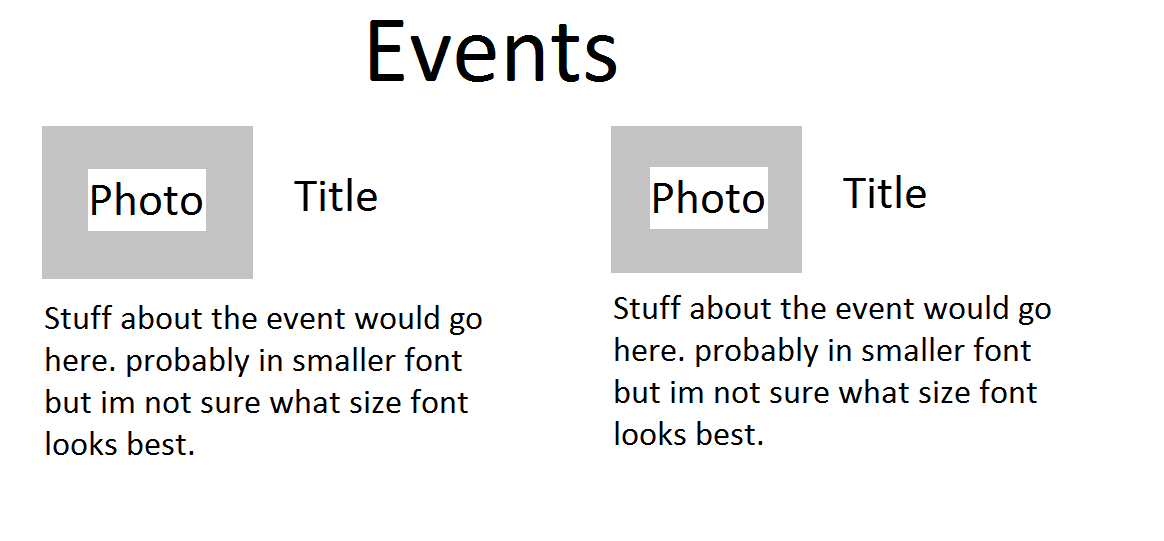 Events
Photo
Title
Stuff about the event would go
here. probably in smaller font
but im not sure what size font
looks best.
Photo
Title
Stuff about the event would go
here. probably in smaller font
but im not sure what size font
looks best.